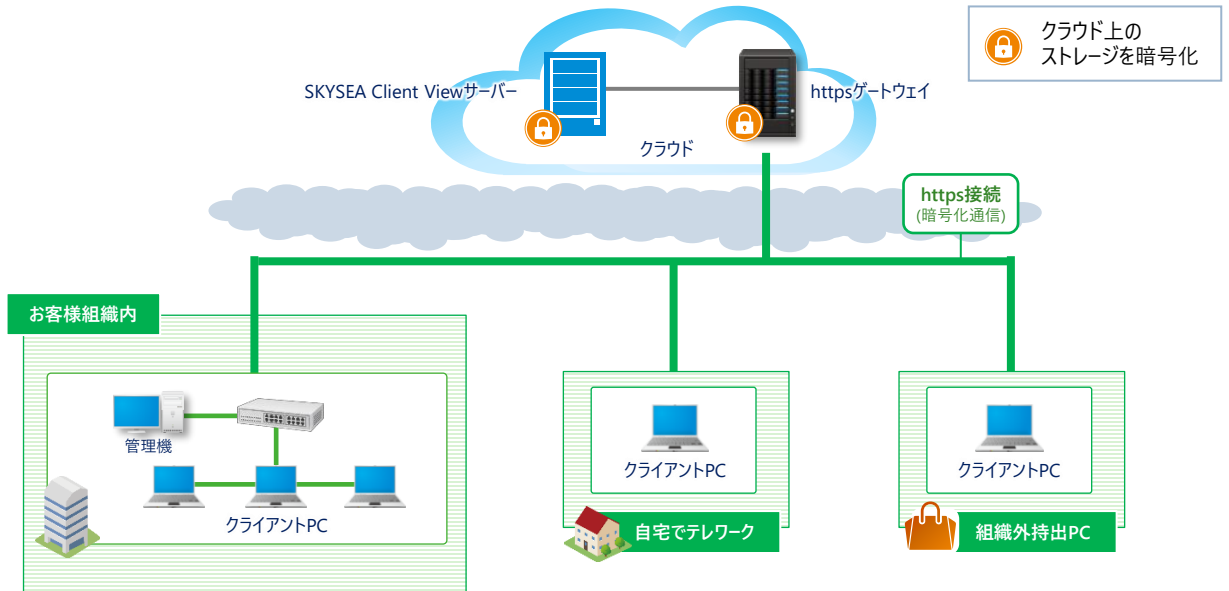 クラウド上の
ストレージを暗号化
SKYSEA Client Viewサーバー
httpsゲートウェイ
クラウド
https接続
(暗号化通信)
お客様組織内
管理機
クライアントPC
クライアントPC
クライアントPC
自宅でテレワーク
組織外持出PC